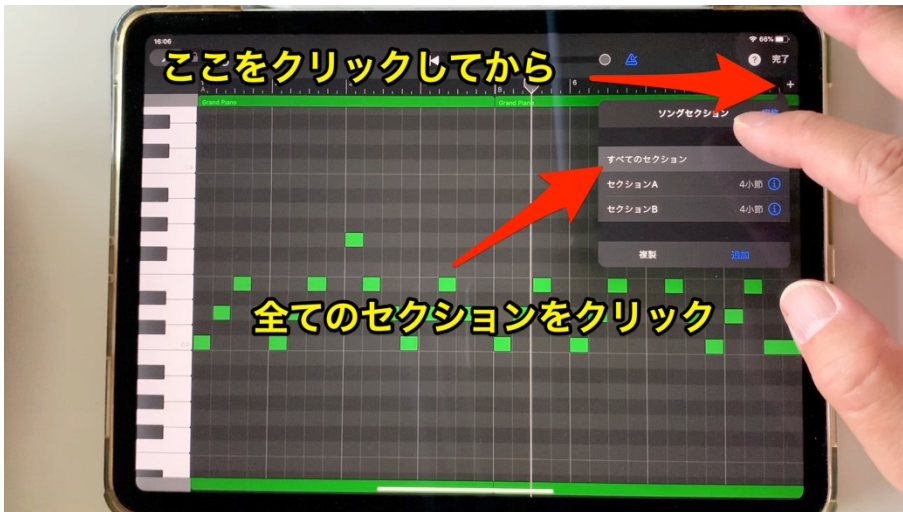 16:06
66%
ここをクリックしてから
完了
A
B
6
Grand Piano
Grand Piano
ソングセクション
すべてのセクション
セクションA 4小節
セクションB 4小節
複製 追加
全てのセクションをクリック